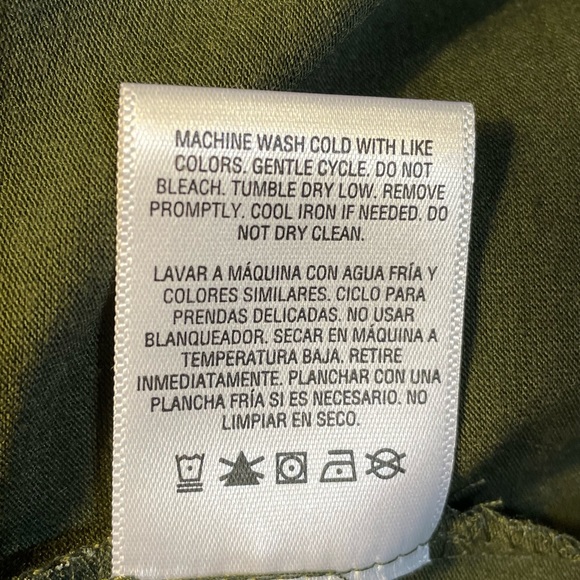 MACHINE WASH COLD WITH LIKE
COLORS. GENTLE CYCLE. DO NOT
BLEACH. TUMBLE DRY LOW. REMOVE
PROMPTLY. COOL IRON IF NEEDED. DO
NOT DRY CLEAN.
LAVAR A MÁQUINA CON AGUA FRÍA Y
COLORES SIMILARES. CICLO PARA
PRENDAS DELICADAS. NO USAR
BLANQUEADOR. SECAR EN MÁQUINA A
TEMPERATURA BAJA. RETIRE
INMEDIATAMENTE. PLANCHAR CON UNA
PLANCHA FRÍA SI ES NECESARIO. NO
LIMPIAR EN SECO.